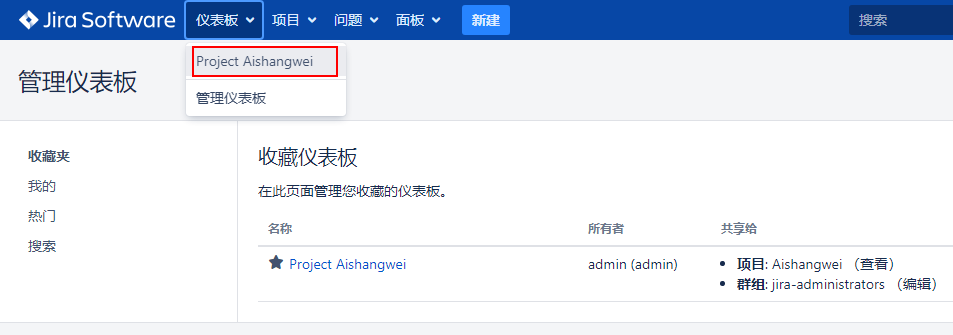 Jira Software 仪表板 项目 问题 面板 新建 搜索
Project Aishangwei
管理仪表板
管理仪表板
收藏夹
我的
热门
搜索
收藏仪表板
在此页面管理您收藏的仪表板。
名称 所有者 共享给
Project Aishangwei admin (admin) 项目: Aishangwei （查看）
群组: jira-administrators （编辑）